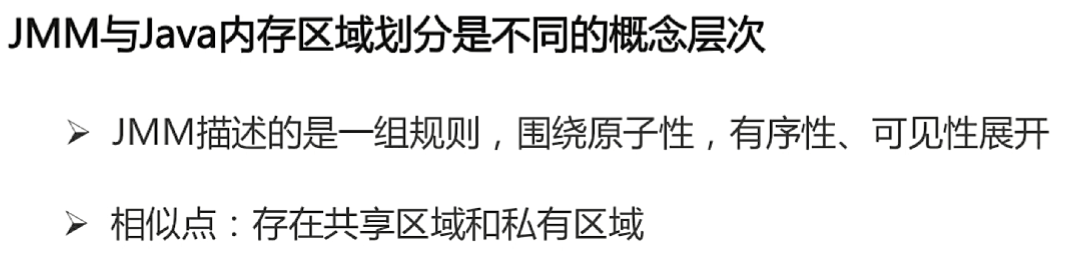 JMM与Java内存区域划分是不同的概念层次
➢ JMM描述的是一组规则，围绕原子性，有序性、可见性展开
➢ 相似点：存在共享区域和私有区域